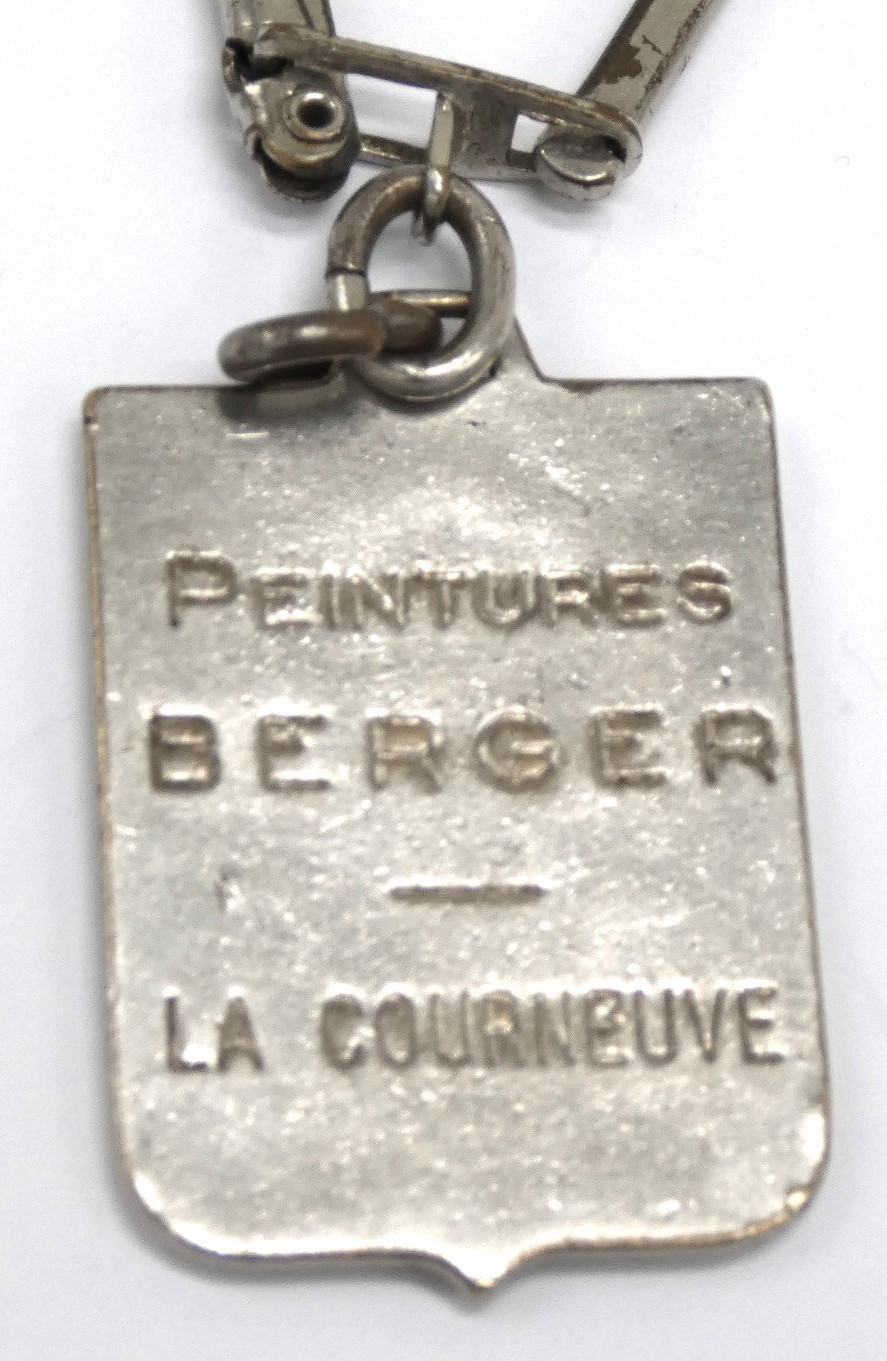 PEINTURES
BERGER
—
LA COURNEUVE